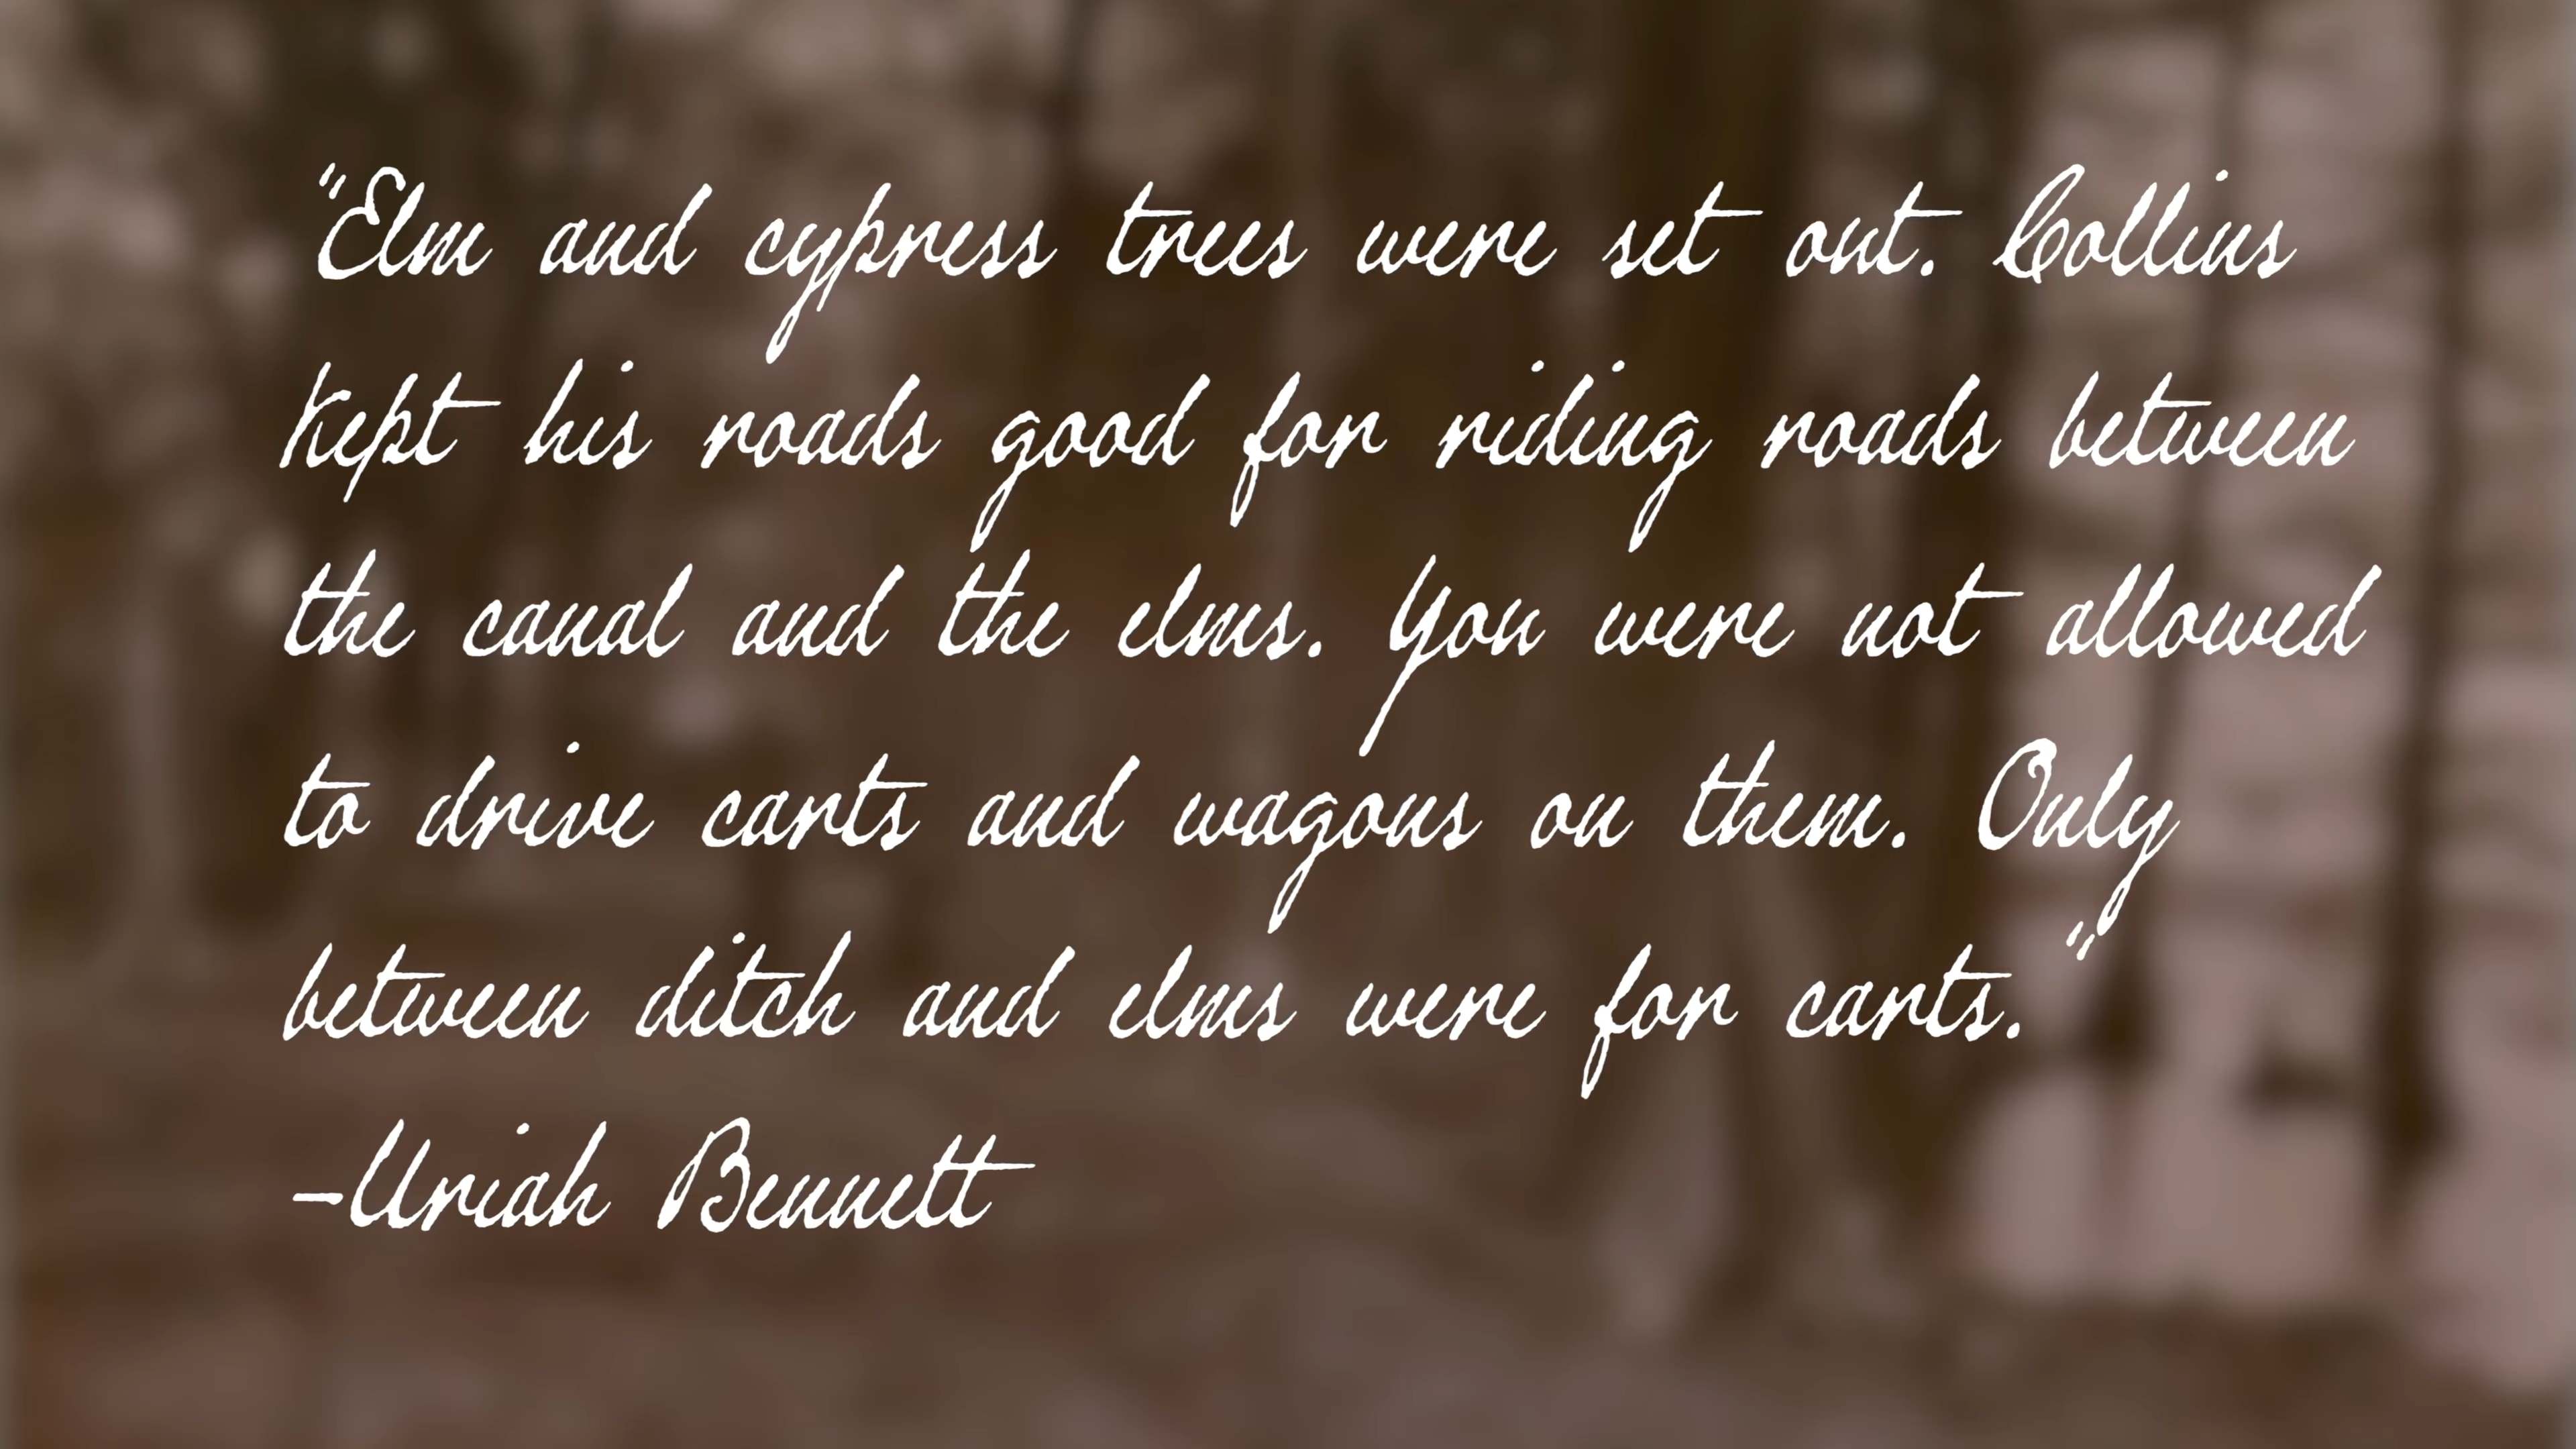 "Elm and cypress trees were set out. Collins
kept his roads good for riding roads between
the canal and the elms. You were not allowed
to drive carts and wagons on them. Only
between ditch and elms were for carts."
-Uriah Bennett